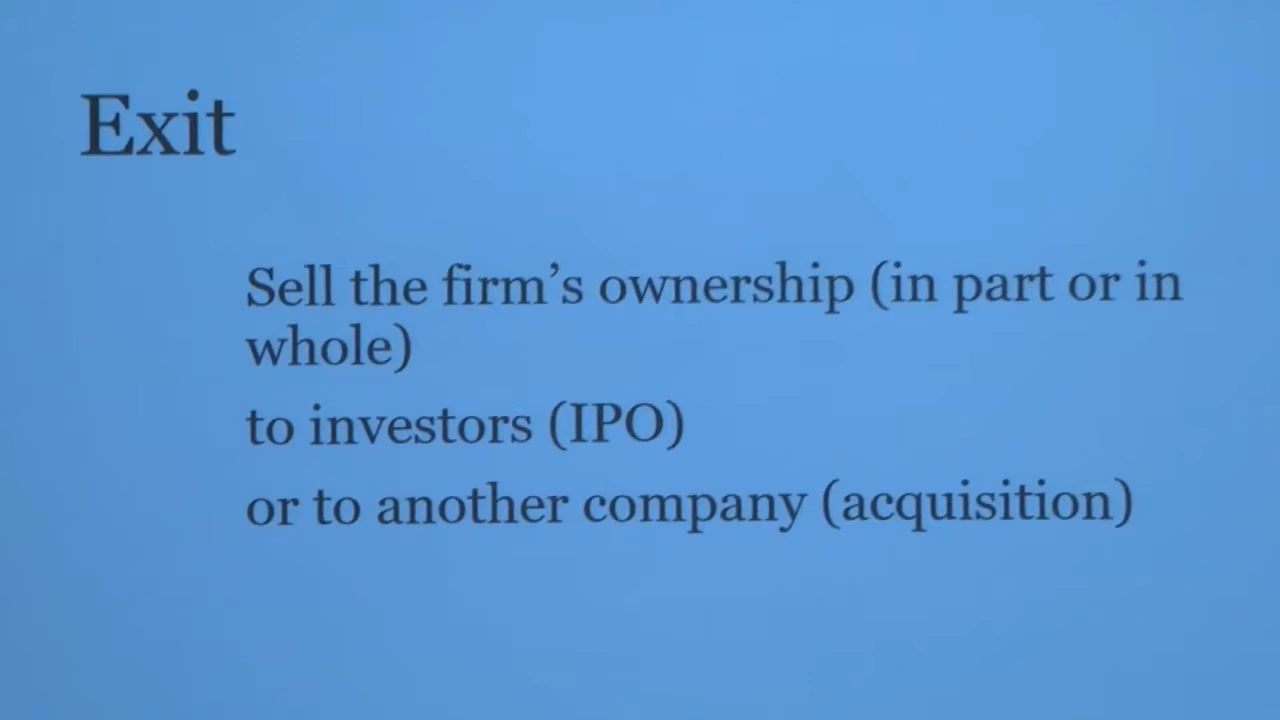 Exit
Sell the firm’s ownership (in part or in
whole)
to investors (IPO)
or to another company (acquisition)